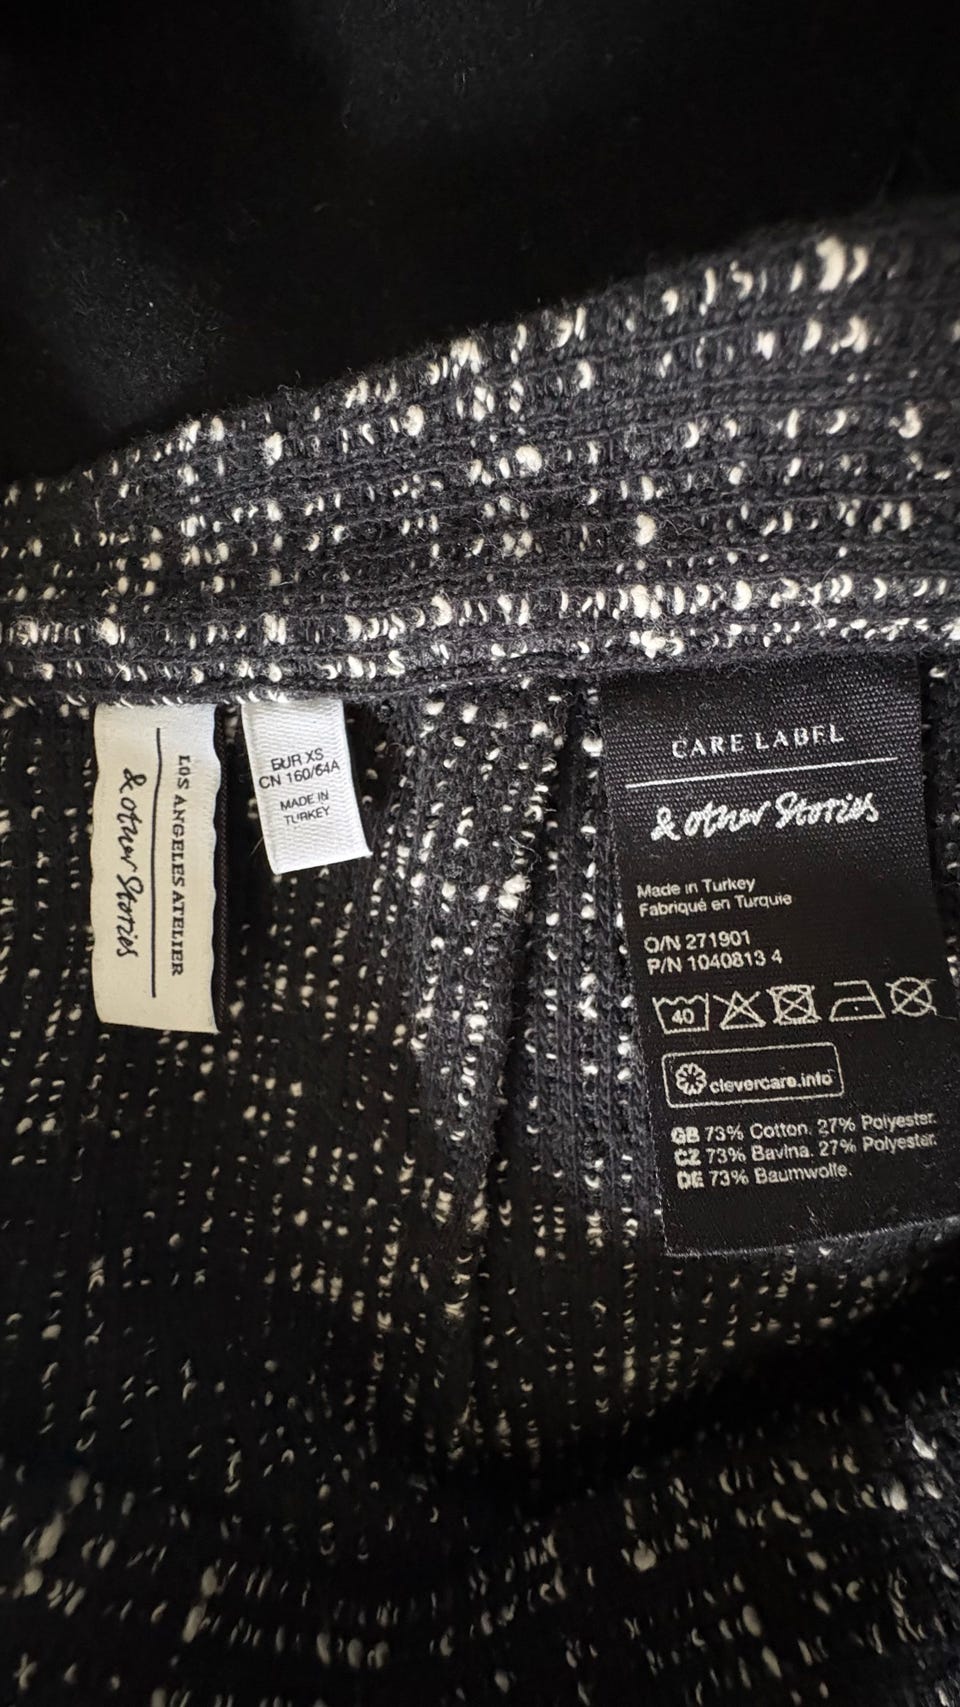 LOS ANGELES ATELIER
& other Stories
EUR XS
CN 160/64A
MADE IN
TURKEY
CARE LABEL
& other Stories
Made in Turkey
Fabriqué en Turquie
O/N 271901
P/N 1040813 4
40
clevercare.info
GB 73% Cotton. 27% Polyester.
CZ 73% Bavlna. 27% Polyester.
DE 73% Baumwolle.